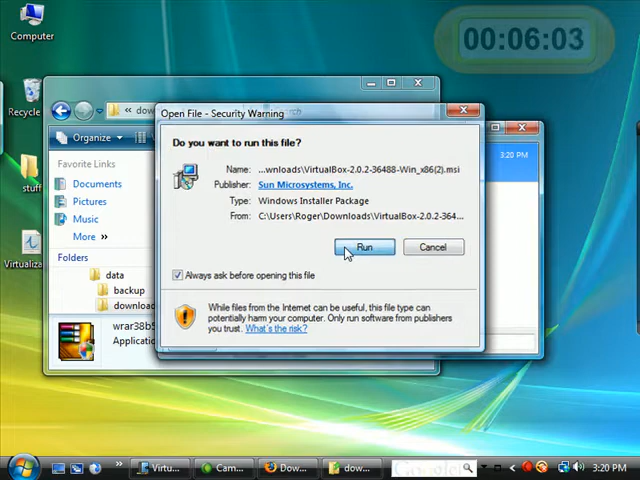 Computer
00:06:03
Recycle
stuff
Virtualiza
« dow
Organize
Favorite Links
Documents
Pictures
Music
More »
Folders
data
backup
download
wrar38b5
Applicatio
Open File - Security Warning
Do you want to run this file?
Name: ...wnloads\VirtualBox-2.0.2-36488-Win_x86(2).msi
Publisher: Sun Microsystems, Inc.
Type: Windows Installer Package
From: C:\Users\Roger\Downloads\VirtualBox-2.0.2-364...
Run
Cancel
Always ask before opening this file
While files from the Internet can be useful, this file type can
potentially harm your computer. Only run software from publishers
you trust. What's the risk?
3:20 PM
Virtu...
Cam...
Dow...
dow...
Google
3:20 PM